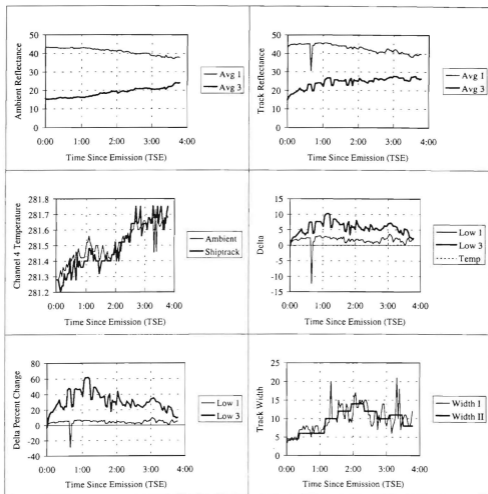 50
40
30
20
10
0
Ambient Reflectance
0:00 1:00 2:00 3:00 4:00
Time Since Emission (TSE)
Avg 1
Avg 3
50
40
30
20
10
0
Track Reflectance
0:00 1:00 2:00 3:00 4:00
Time Since Emission (TSE)
Avg 1
Avg 3
281.8
281.7
281.6
281.5
281.4
281.3
281.2
Channel 4 Temperature
0:00 1:00 2:00 3:00 4:00
Time Since Emission (TSE)
Ambient
Shiptrack
15
10
5
0
-5
-10
-15
Delta
0:00 1:00 2:00 3:00 4:00
Time Since Emission (TSE)
Low 1
Low 3
Temp
80
60
40
20
0
-20
-40
Delta Percent Change
0:00 1:00 2:00 3:00 4:00
Time Since Emission (TSE)
Low 1
Low 3
25
20
15
10
5
0
Track Width
0:00 1:00 2:00 3:00 4:00
Time Since Emission (TSE)
Width I
Width II